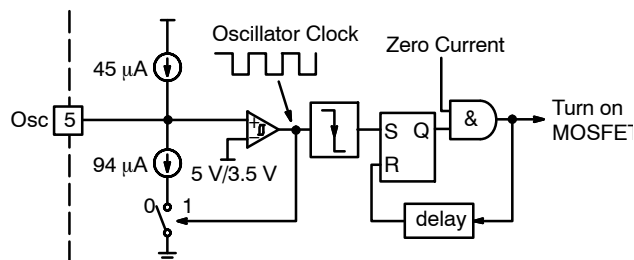 Oscillator Clock
Zero Current
45 μA
Osc 5
+
−
S Q
R
&
Turn on
MOSFET
94 μA
5 V/3.5 V
0 1
delay